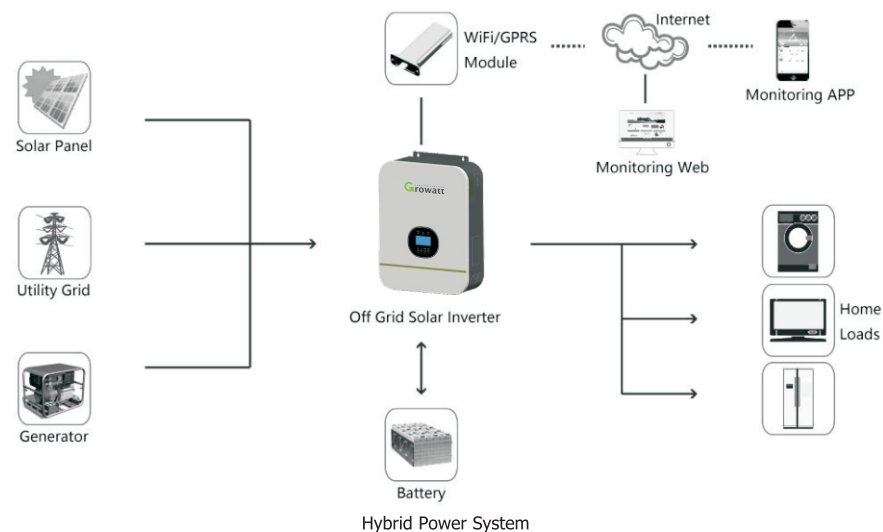 Internet
WiFi/GPRS
Module
Monitoring APP
Solar Panel
Monitoring Web
Growatt
Utility Grid
Home
Loads
Off Grid Solar Inverter
Generator
Battery
Hybrid Power System